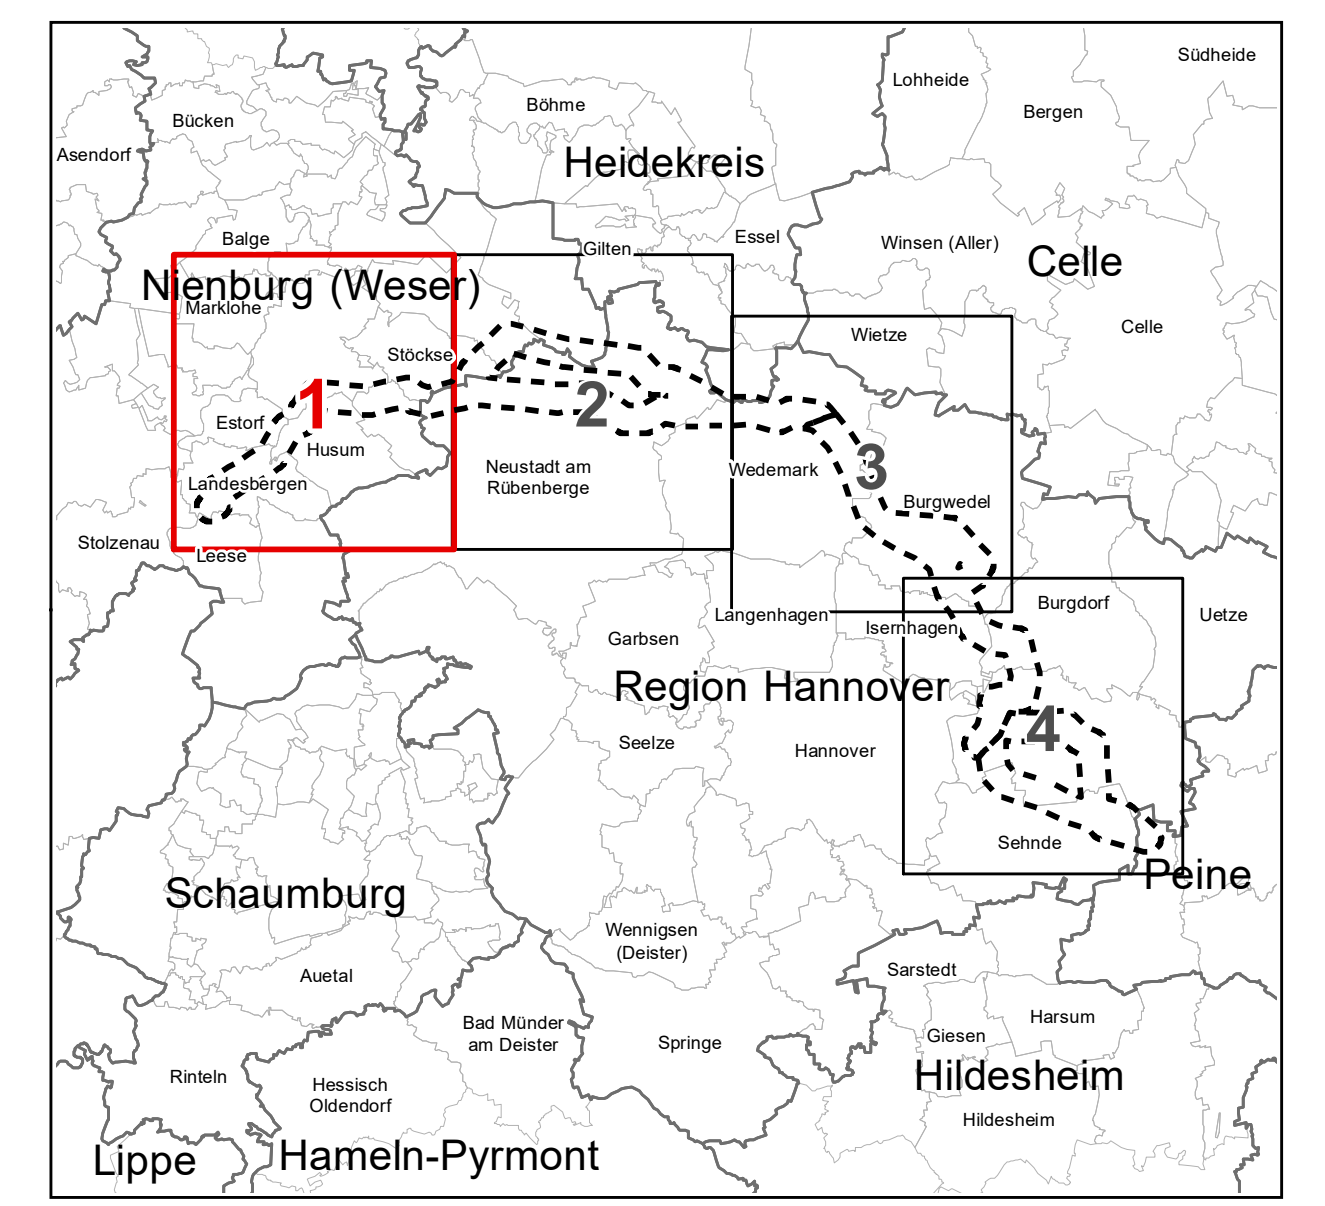 Südheide
Lohheide
Böhme
Bergen
Bücken
Asendorf
Heidekreis
Balge
Gilten
Essel
Winsen (Aller)
Celle
Nienburg (Weser)
Marklohe
Celle
Wietze
Stöckse
1
2
Estorf
Husum
3
Neustadt am
Rübenberge
Wedemark
Landesbergen
Burgwedel
Stolzenau
Leese
Burgdorf
Langenhagen
Uetze
Isernhagen
Garbsen
Region Hannover
4
Seelze
Hannover
Sehnde
Peine
Schaumburg
Wennigsen
(Deister)
Auetal
Sarstedt
Harsum
Bad Münder
am Deister
Giesen
Springe
Rinteln
Hildesheim
Hessisch
Oldendorf
Hildesheim
Lippe
Hameln-Pyrmont